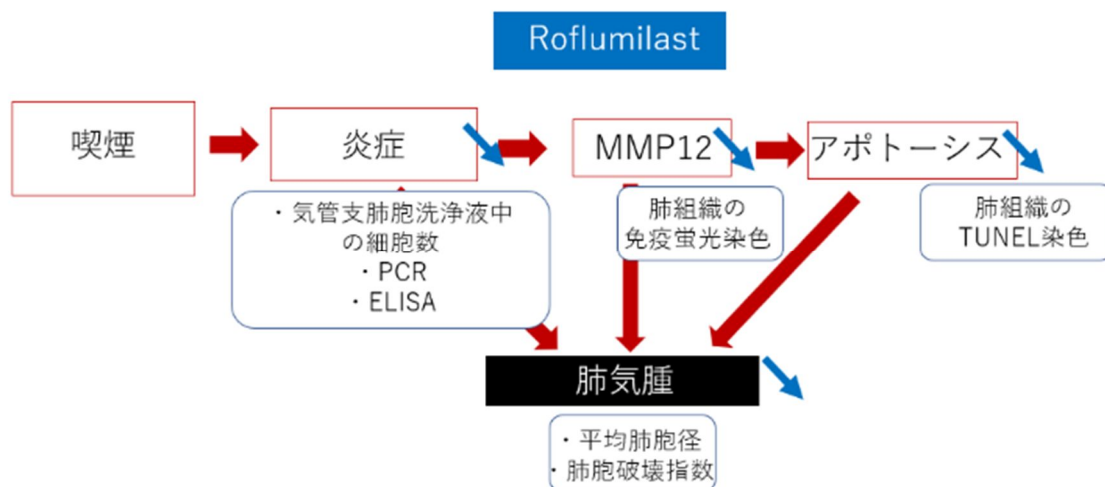 Roflumilast
喫煙
炎症
MMP12
アポトーシス
・気管支肺胞洗浄液中
の細胞数
・PCR
・ELISA
肺組織の
免疫蛍光染色
肺組織の
TUNEL染色
肺気腫
・平均肺胞径
・肺胞破壊指数